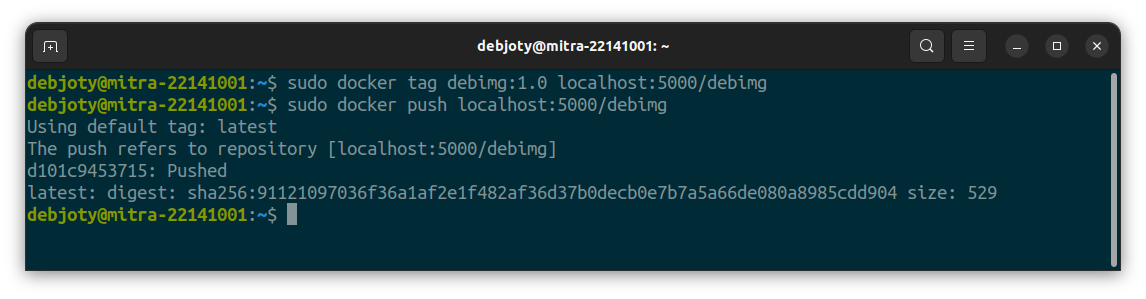 debjoty@mitra-22141001: ~
debjoty@mitra-22141001:~$ sudo docker tag debimg:1.0 localhost:5000/debimg
debjoty@mitra-22141001:~$ sudo docker push localhost:5000/debimg
Using default tag: latest
The push refers to repository [localhost:5000/debimg]
d101c9453715: Pushed
latest: digest: sha256:91121097036f36a1af2e1f482af36d37b0decb0e7b7a5a66de080a8985cdd904 size: 529
debjoty@mitra-22141001:~$